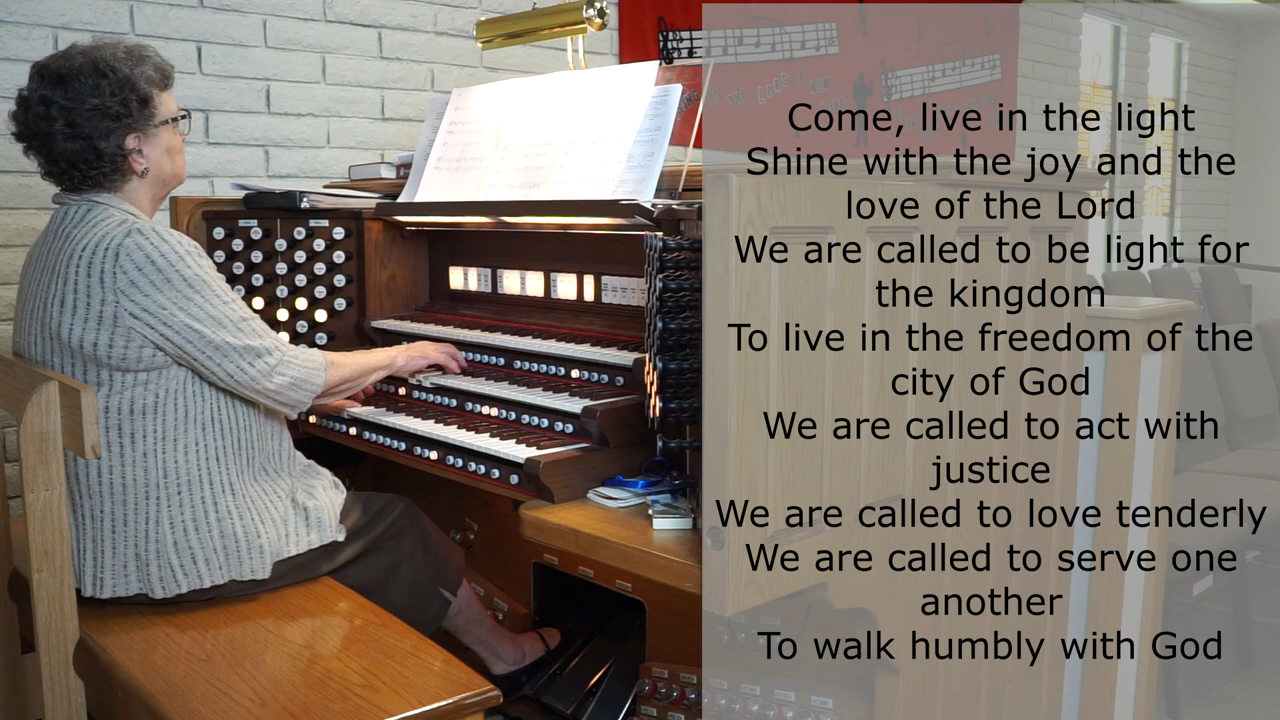 THE LORD A NEW
Come, live in the light
Shine with the joy and the
love of the Lord
We are called to be light for
the kingdom
To live in the freedom of the
city of God
We are called to act with
justice
We are called to love tenderly
We are called to serve one
another
To walk humbly with God